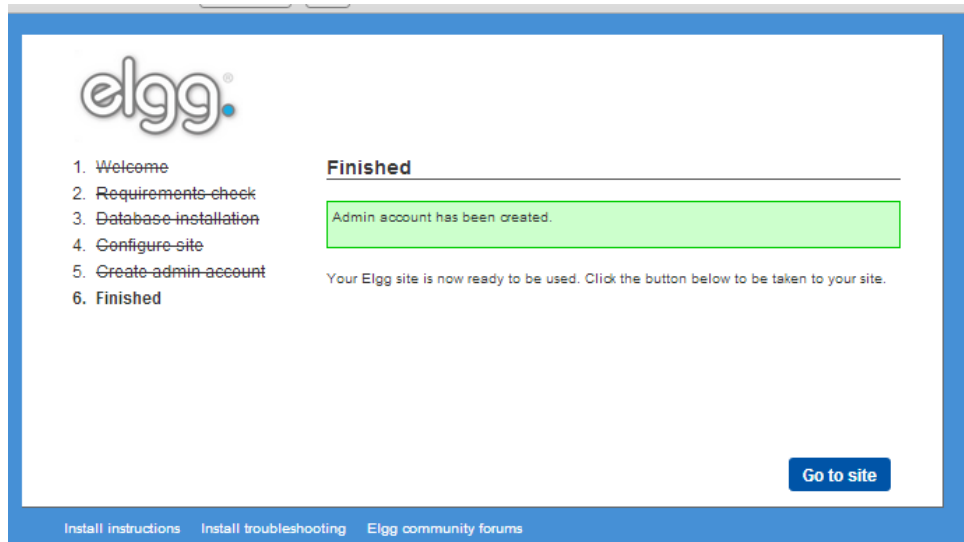 elgg.®
1. Welcome
2. Requirements check
3. Database installation
4. Configure site
5. Create admin account
6. Finished
Finished
Admin account has been created.
Your Elgg site is now ready to be used. Click the button below to be taken to your site.
Go to site
Install instructions Install troubleshooting Elgg community forums